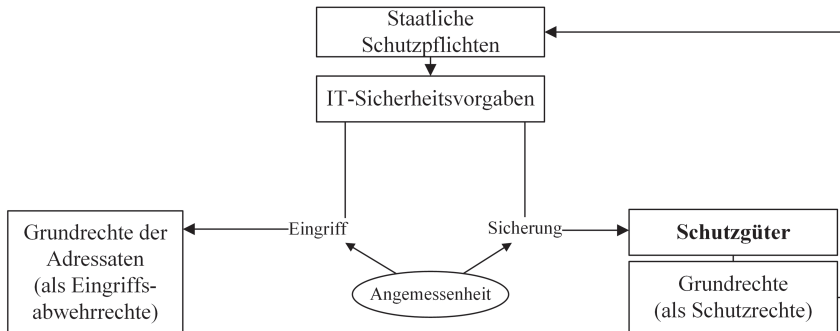 Staatliche
Schutzpflichten
IT-Sicherheitsvorgaben
Eingriff
Sicherung
Grundrechte der
Adressaten
(als Eingriffs-
abwehrrechte)
Angemessenheit
Schutzgüter
Grundrechte
(als Schutzrechte)